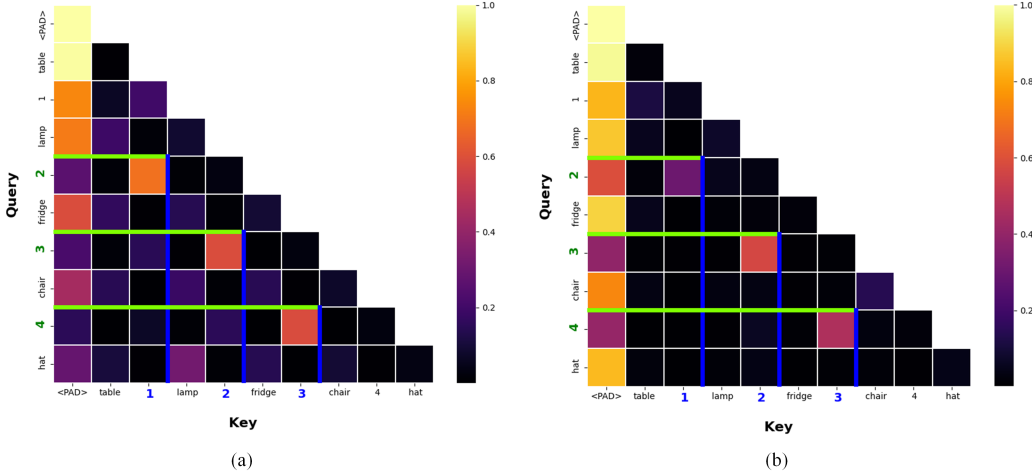 <PAD>
table
1
lamp
2
fridge
3
chair
4
hat
Query
<PAD> table 1 lamp 2 fridge 3 chair 4 hat
Key
1.0
0.8
0.6
0.4
0.2
(a)
<PAD>
table
1
lamp
2
fridge
3
chair
4
hat
Query
<PAD> table 1 lamp 2 fridge 3 chair 4 hat
Key
1.0
0.8
0.6
0.4
0.2
(b)